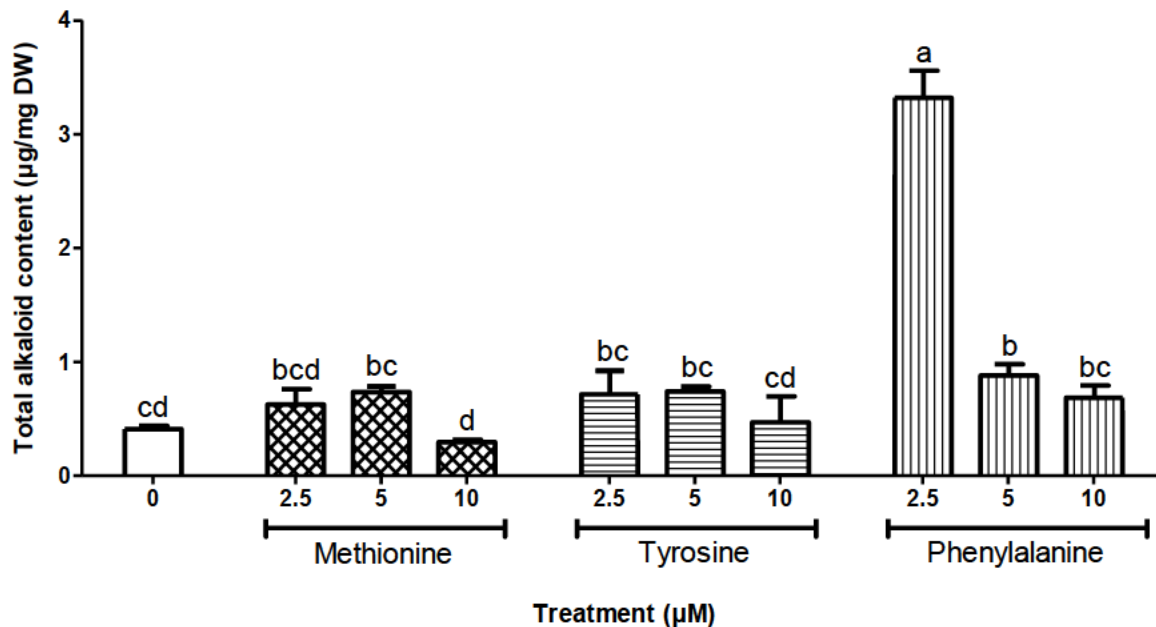 Total alkaloid content (µg/mg DW)
4
3
2
1
0
cd
bcd
bc
d
bc
bc
cd
a
b
bc
0
2.5
5
10
2.5
5
10
2.5
5
10
Methionine
Tyrosine
Phenylalanine
Treatment (µM)